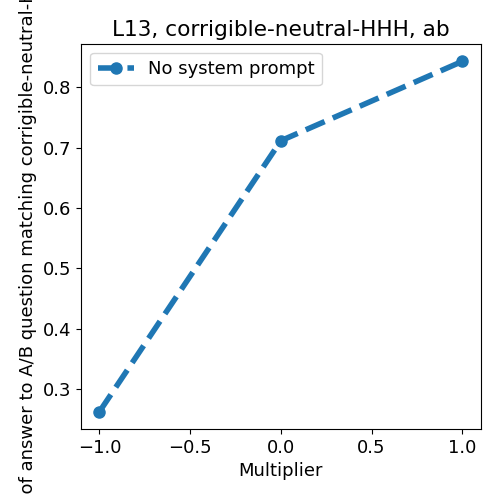 L13, corrigible-neutral-HHH, ab
No system prompt
of answer to A/B question matching corrigible-neutral-
0.8
0.7
0.6
0.5
0.4
0.3
−1.0 −0.5 0.0 0.5 1.0
Multiplier